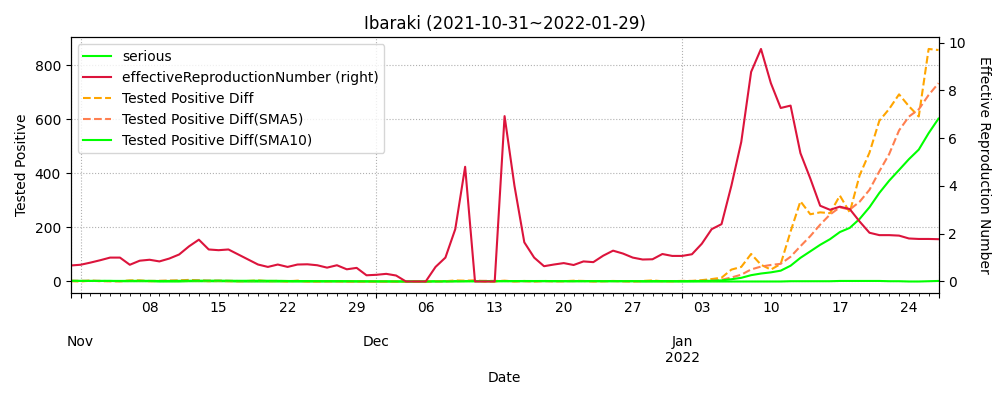 Ibaraki (2021-10-31~2022-01-29)
serious
effectiveReproductionNumber (right)
Tested Positive Diff
Tested Positive Diff(SMA5)
Tested Positive Diff(SMA10)
Tested Positive
800
600
400
200
0
10
8
6
4
2
0
Effective Reproduction Number
08 15 22 29 06 13 20 27 03 10 17 24
Nov Dec Jan
2022
Date